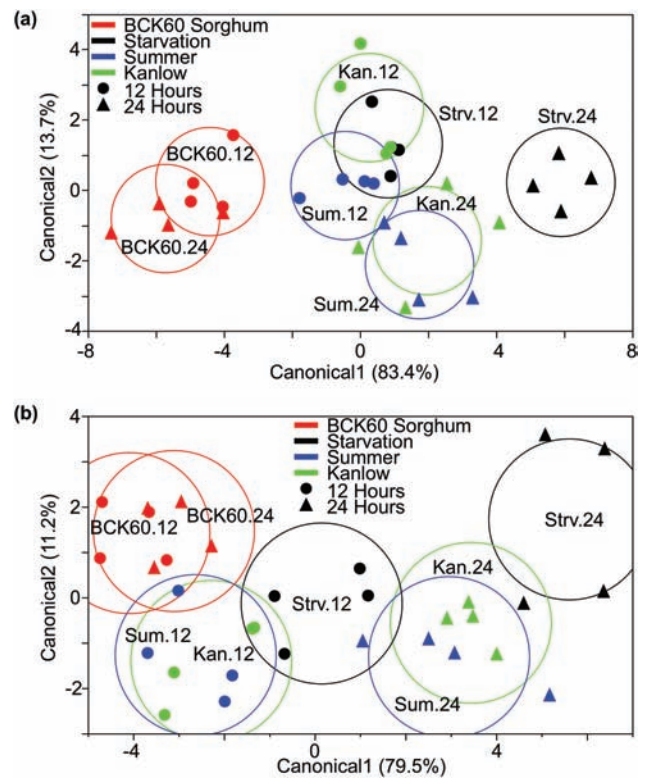 (a)
BCK60 Sorghum
Starvation
Summer
Kanlow
12 Hours
24 Hours
Kan.12
Strv.12
Strv.24
BCK60.12
Sum.12
Kan.24
BCK60.24
Sum.24
Canonical2 (13.7%)
4
2
0
-2
-4
-8
-4
0
4
8
Canonical1 (83.4%)
(b)
BCK60 Sorghum
Starvation
Summer
Kanlow
12 Hours
24 Hours
BCK60.12
BCK60.24
Strv.24
Kan.24
Strv.12
Sum.12
Kan.12
Sum.24
Canonical2 (11.2%)
4
2
0
-2
-4
0
4
Canonical1 (79.5%)